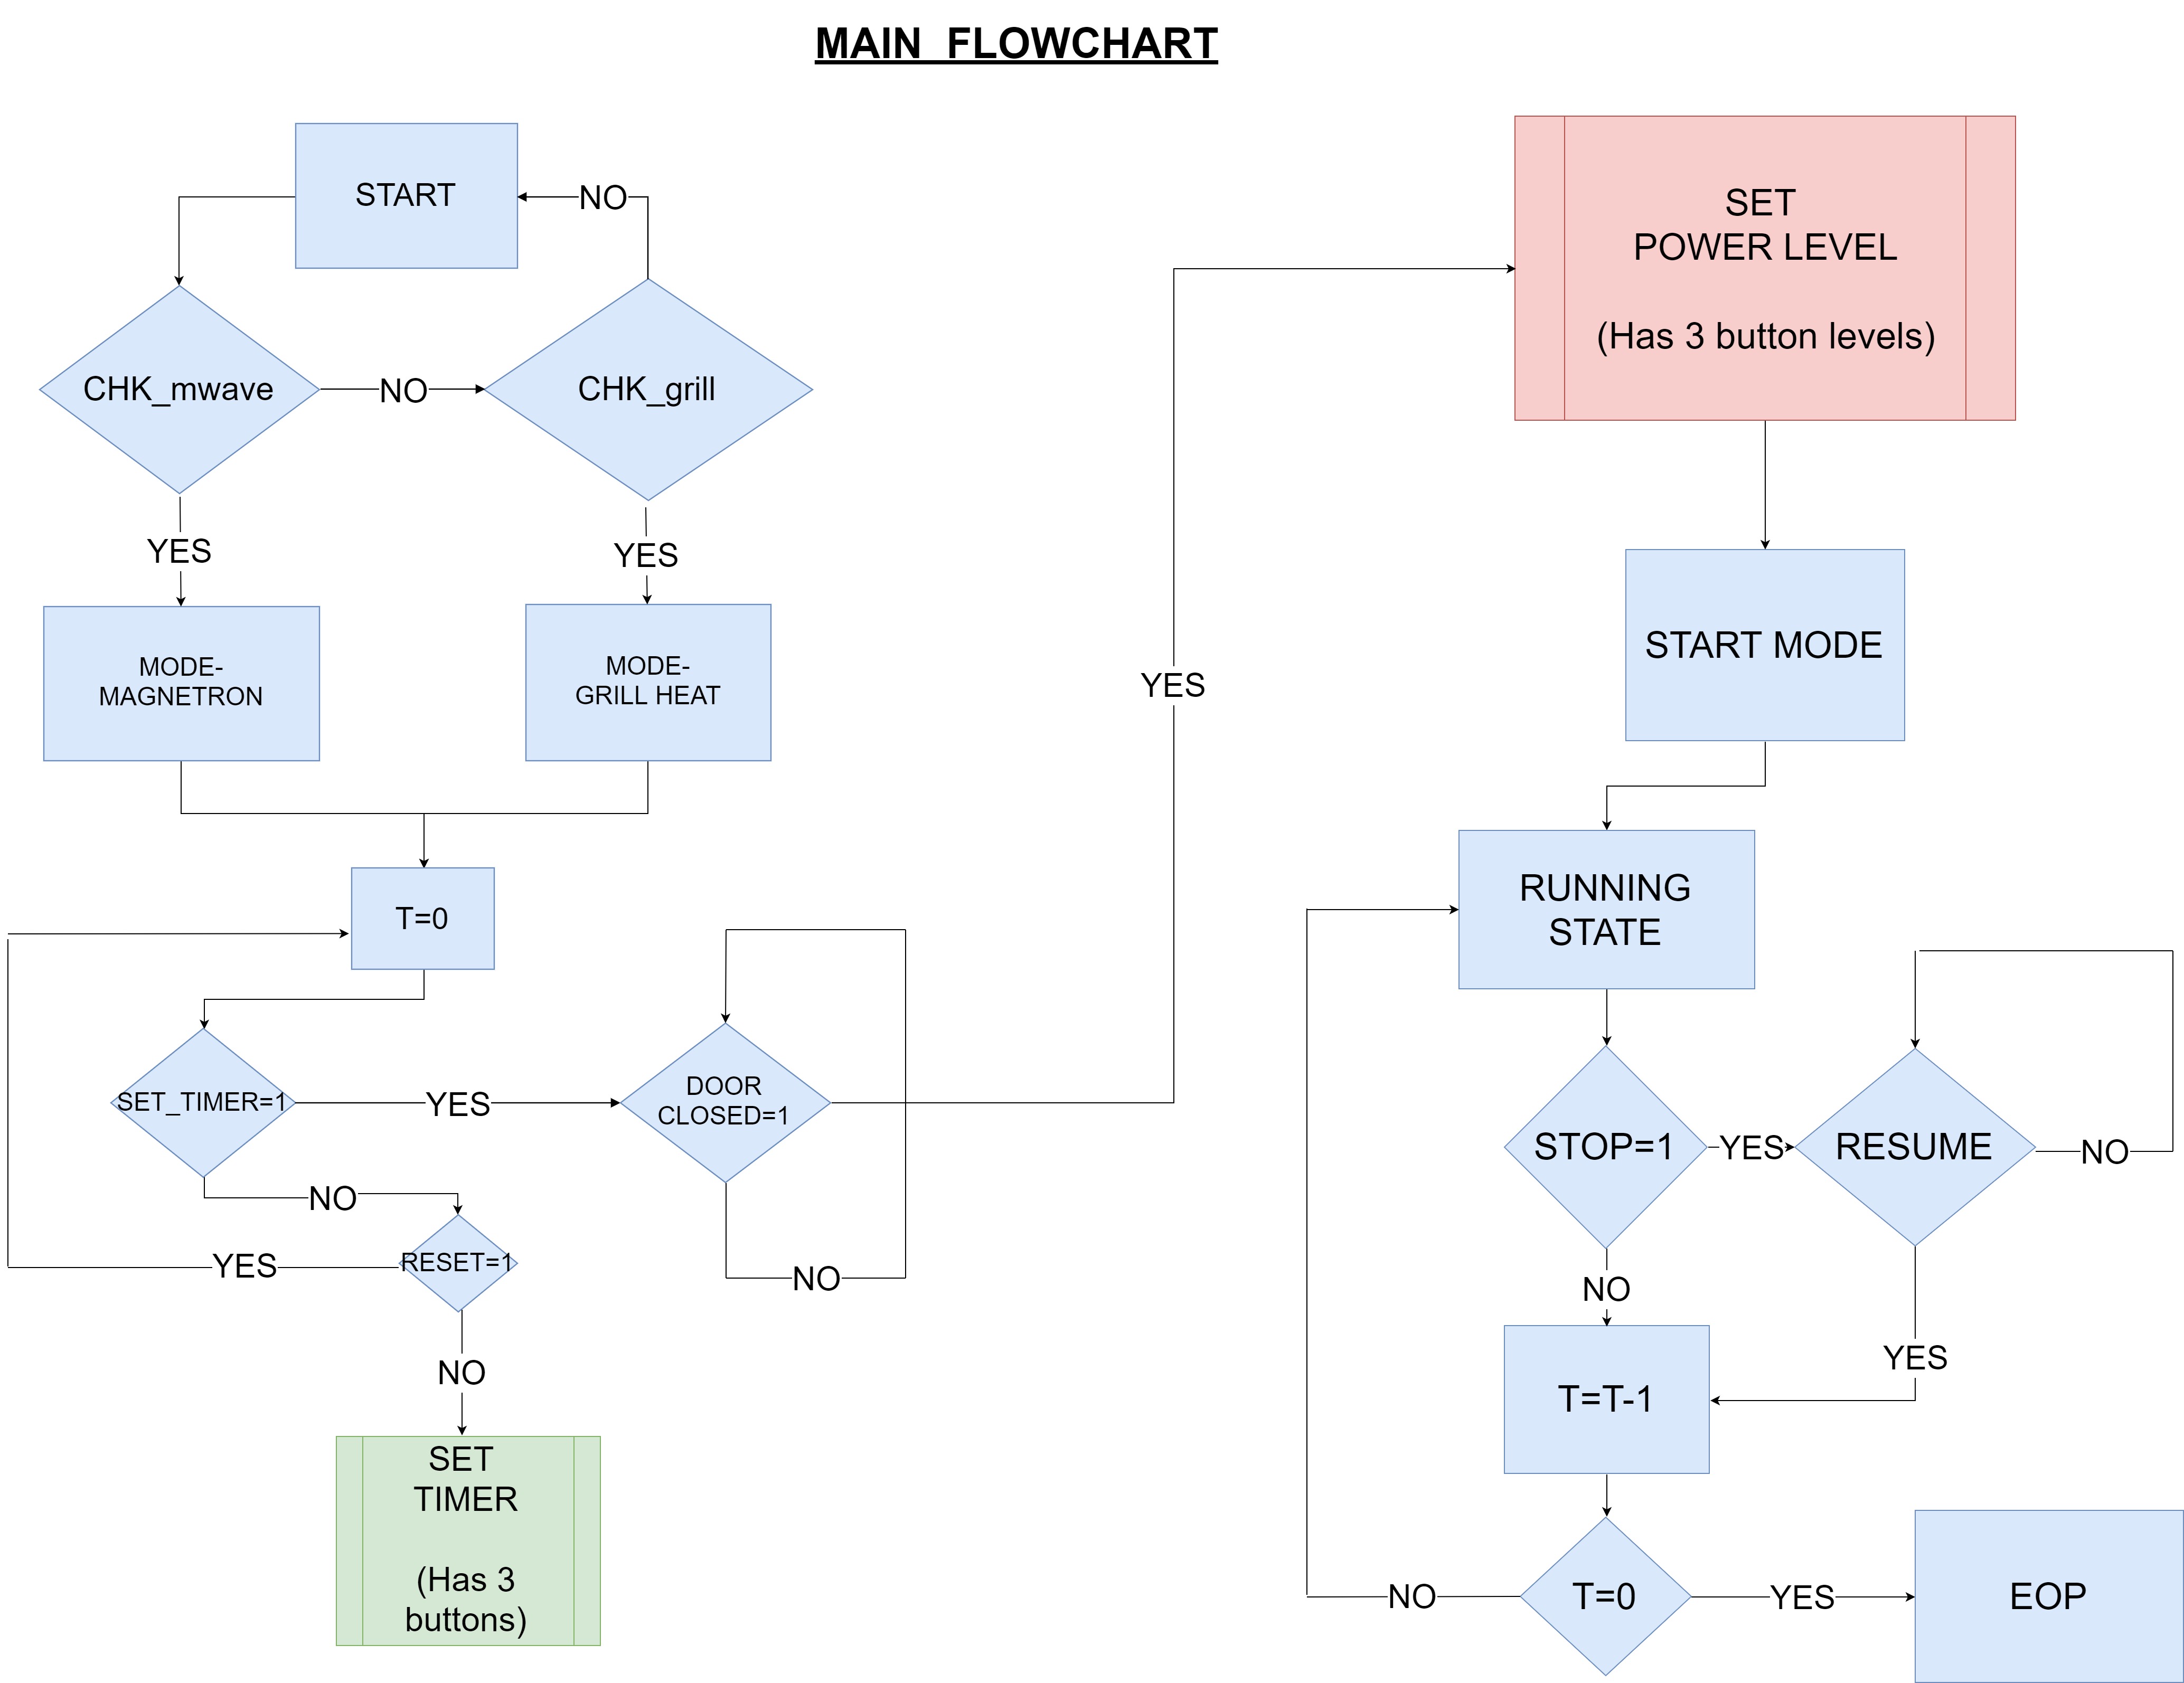 MAIN  FLOWCHART
START
NO
CHK_mwave
NO
CHK_grill
YES
YES
MODE-
MAGNETRON
MODE-
GRILL HEAT
T=0
SET_TIMER=1
YES
DOOR
CLOSED=1
NO
RESET=1
YES
NO
NO
SET
TIMER
(Has 3
buttons)
YES
SET
POWER LEVEL
(Has 3 button levels)
START MODE
RUNNING
STATE
STOP=1
YES
RESUME
NO
NO
YES
T=T-1
NO
T=0
YES
EOP